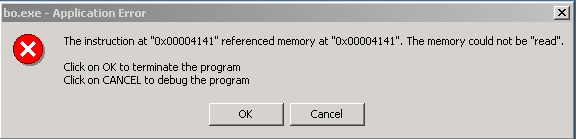 bo.exe - Application Error
The instruction at "0x00004141" referenced memory at "0x00004141". The memory could not be "read".
Click on OK to terminate the program
Click on CANCEL to debug the program
OK
Cancel